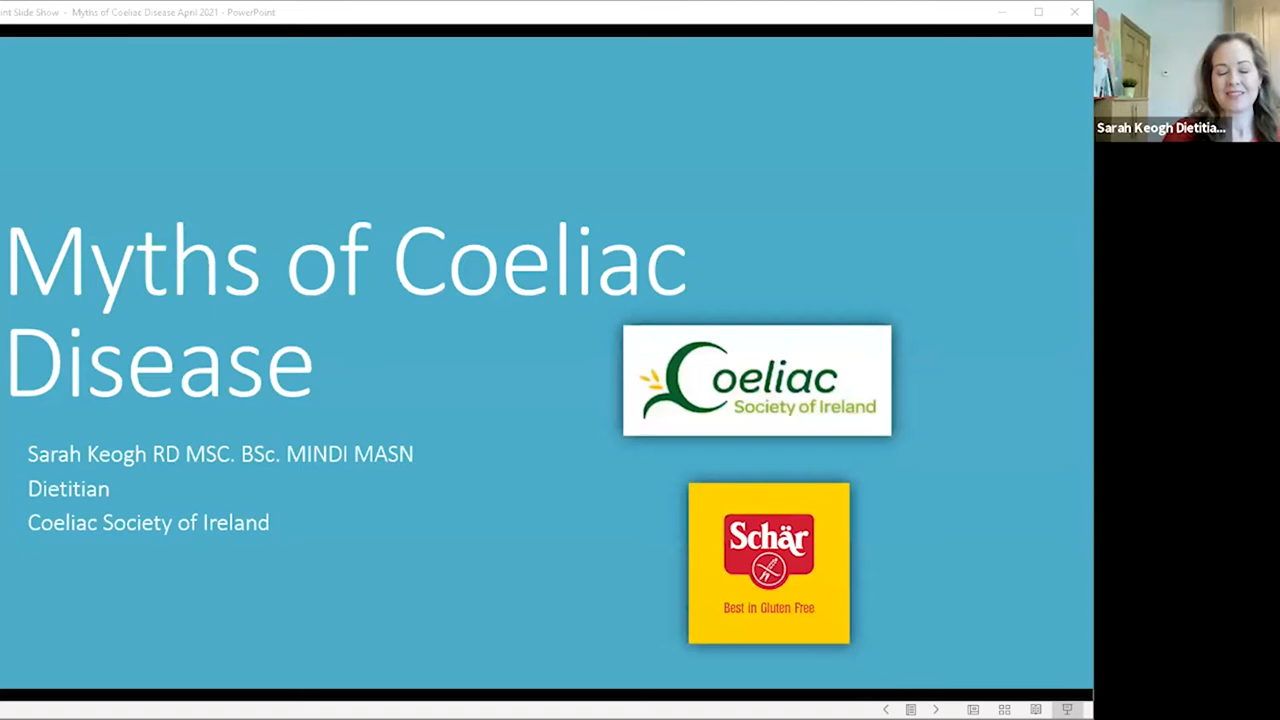 int Slide Show - Myths of Coeliac Disease April 2021 - PowerPoint
Sarah Keogh Dietitia...
Myths of Coeliac
Disease
Coeliac
Society of Ireland
Sarah Keogh RD MSC. BSc. MINDI MASN
Dietitian
Coeliac Society of Ireland
Schär
Best in Gluten Free